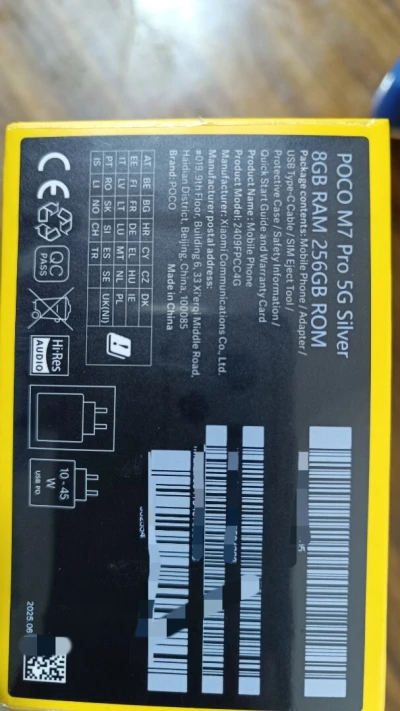 POCO M7 Pro 5G Silver
8GB RAM 256GB ROM
Package contents: Mobile Phone / Adapter /
USB Type-C Cable / SIM Eject Tool /
Protective Case / Safety Information /
Quick Start Guide and Warranty Card
Product Name: Mobile Phone
Product Model: 2409FPCC4G
Manufacturer: Xiaomi Communications Co., Ltd.
Manufacturer postal address:
#019, 9th Floor, Building 6, 33 Xi'erqi Middle Road,
Haidian District, Beijing, China, 100085
Brand: POCO Made in China
AT BE BG HR CY CZ DK
EE FI FR DE EL HU IE
IT LV LT LU MT NL PL
PT RO SK SI ES SE UK(NI)
IS LI NO CH TR
CE
QC
PASS
Hi-Res
AUDIO
10 - 45
W
USB PD
2025.06